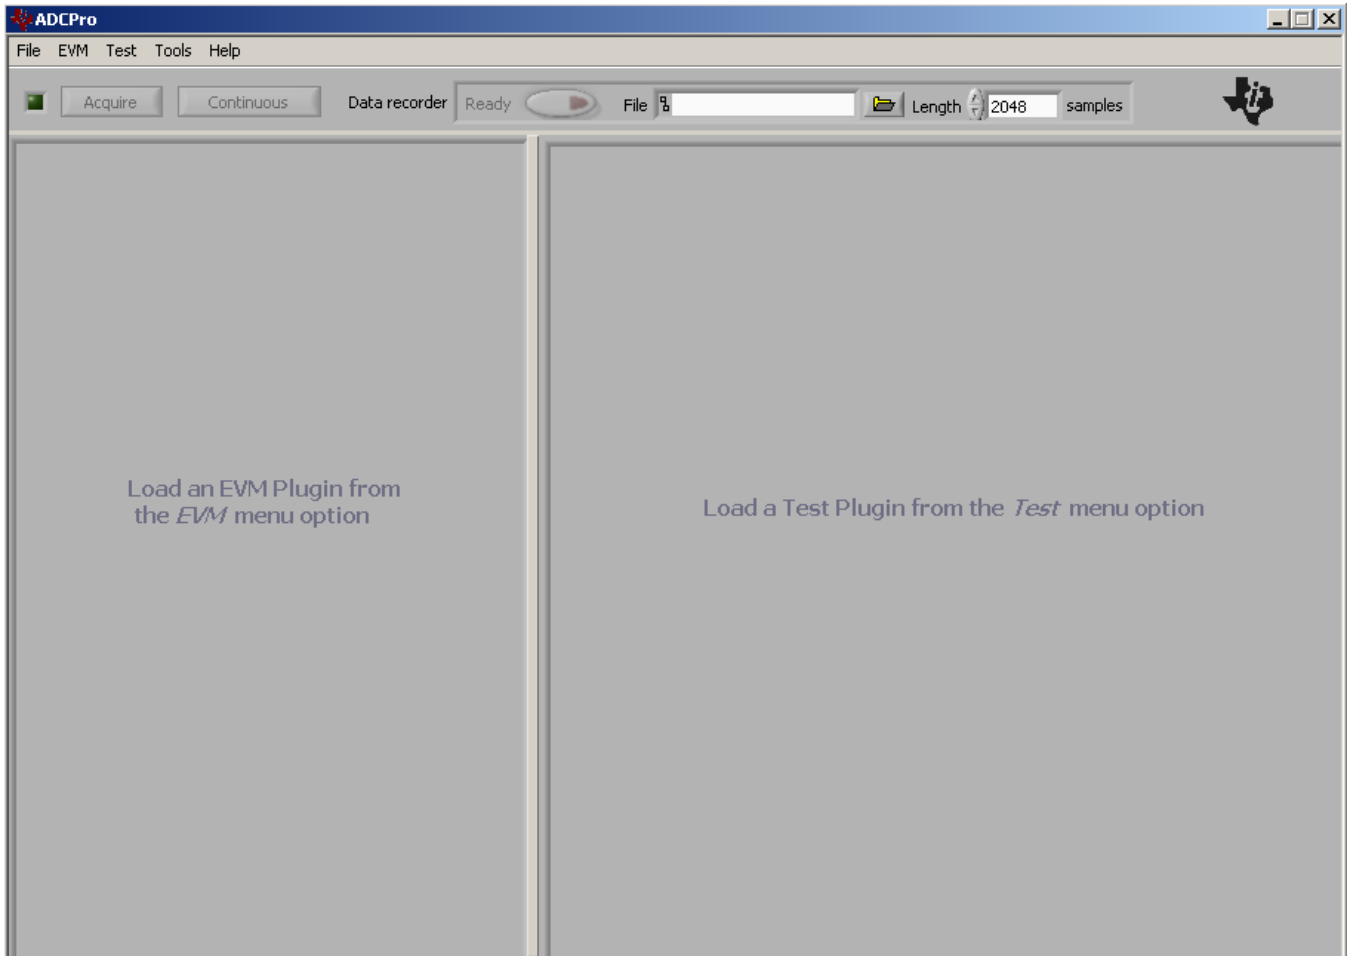 ADCPro
File EVM Test Tools Help
Acquire Continuous Data recorder Ready File Length 2048 samples
Load an EVM Plugin from
the EVM menu option
Load a Test Plugin from the Test menu option